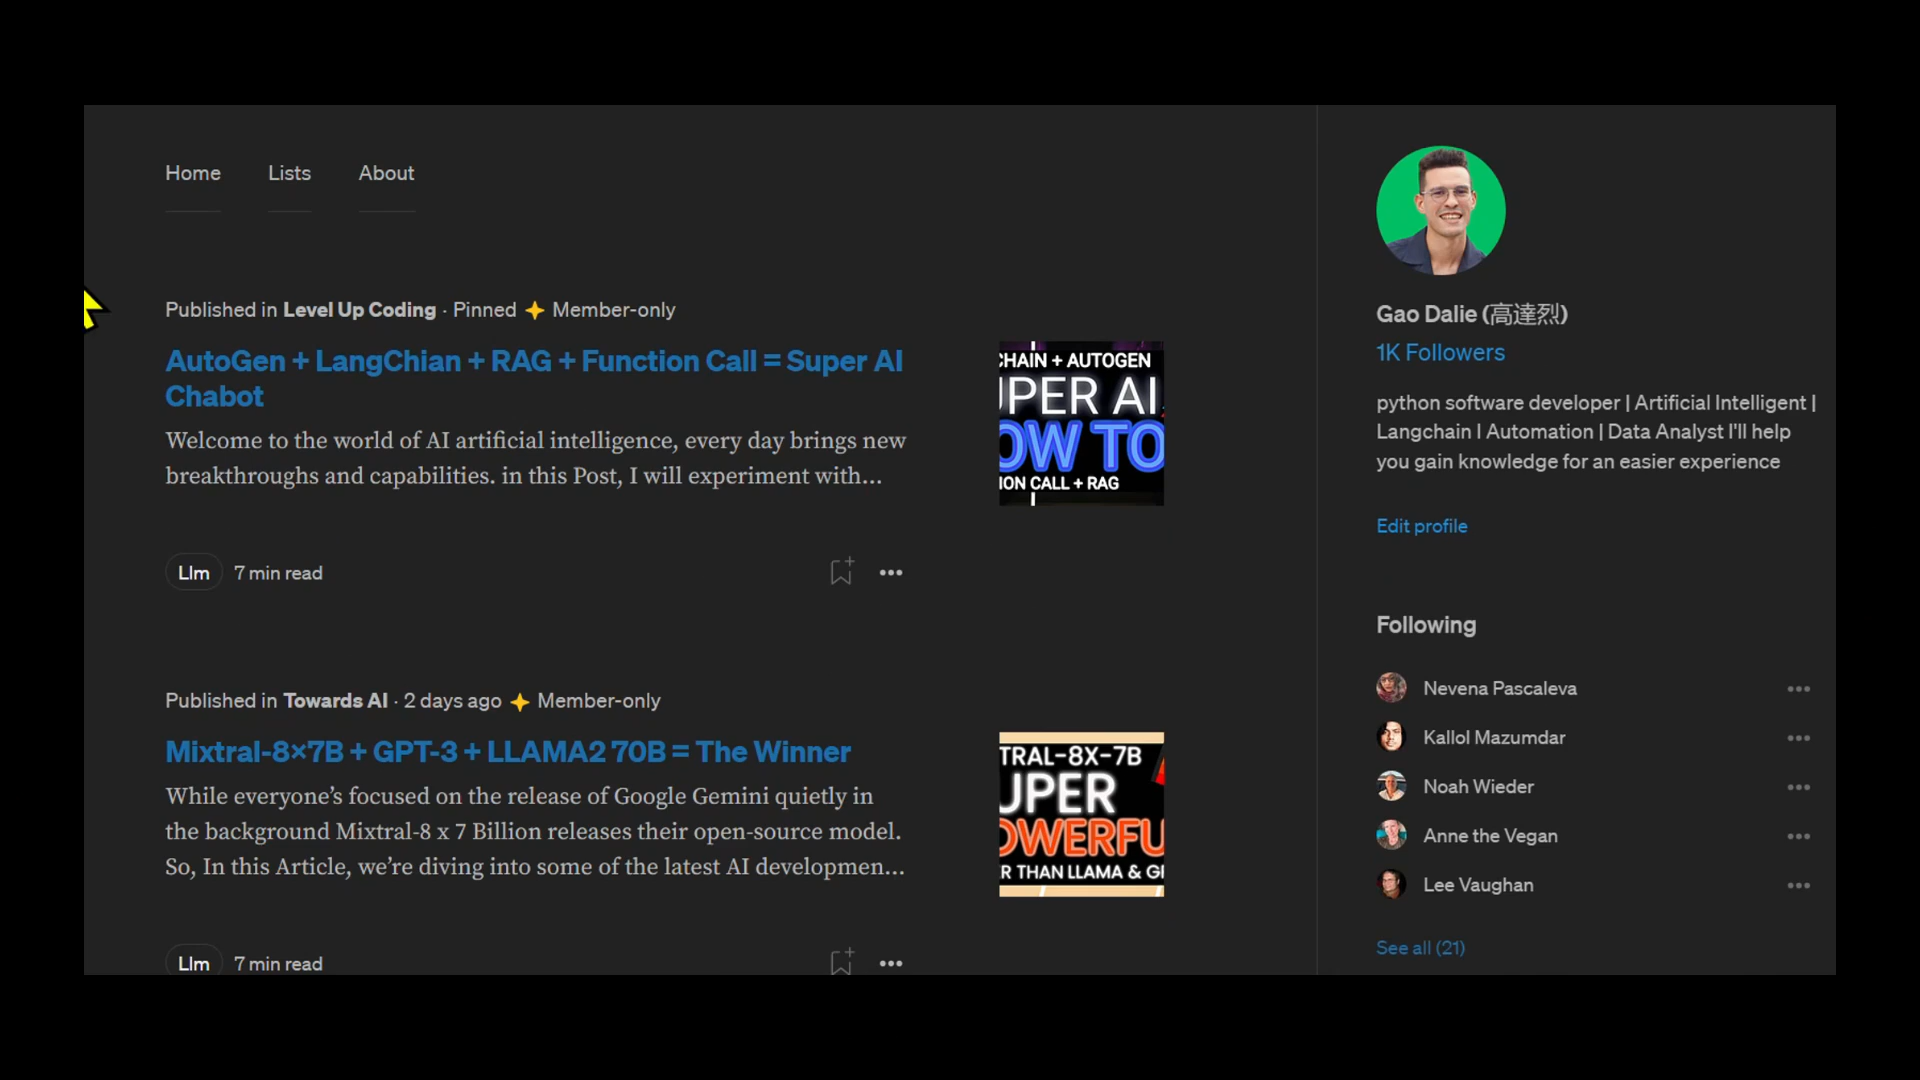 Home
Lists
About
Published in Level Up Coding · Pinned Member-only
AutoGen + LangChian + RAG + Function Call = Super AI
Chabot
Welcome to the world of AI artificial intelligence, every day brings new
breakthroughs and capabilities. in this Post, I will experiment with...
CHAIN + AUTOGEN
UPER AI
OW TO
ION CALL + RAG
Llm
7 min read
Published in Towards AI · 2 days ago Member-only
Mixtral-8x7B + GPT-3 + LLAMA2 70B = The Winner
While everyone’s focused on the release of Google Gemini quietly in
the background Mixtral-8 x 7 Billion releases their open-source model.
So, In this Article, we’re diving into some of the latest AI developmen...
TRAL-8X-7B
UPER
OWERFU
R THAN LLAMA & G
Llm
7 min read
Gao Dalie (高達烈)
1K Followers
python software developer | Artificial Intelligent |
Langchain l Automation | Data Analyst I'll help
you gain knowledge for an easier experience
Edit profile
Following
Nevena Pascaleva
Kallol Mazumdar
Noah Wieder
Anne the Vegan
Lee Vaughan
See all (21)